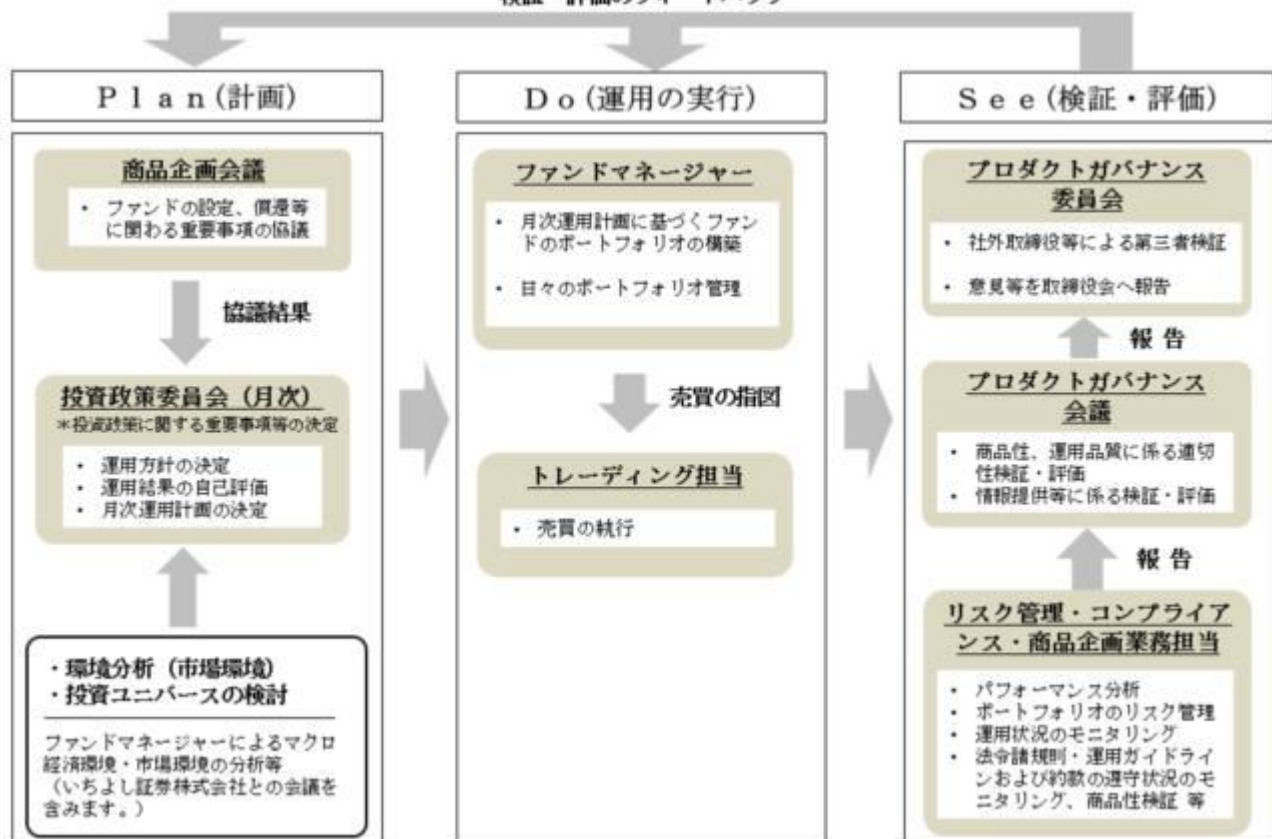 Plan(計画)
商品企画会議
・ ファンドの設定、償還等
に関わる重要事項の協議
協議結果
投資政策委員会(月次)
*投資政策に関する重要事項等の決定
・ 運用方針の決定
・ 運用結果の自己評価
・ 月次運用計画の決定
・環境分析(市場環境)
・投資ユニバースの検討
ファンドマネージャーによるマクロ
経済環境・市場環境の分析等
(いちよし証券株式会社との会議を
含みます。)
Do(運用の実行)
ファンドマネージャー
・ 月次運用計画に基づくファン
ドのポートフォリオの構築
・ 日々のポートフォリオ管理
売買の指図
トレーディング担当
・ 売買の執行
See(検証・評価)
プロダクトガバナンス
委員会
・ 社外取締役等による第三者検証
・ 意見等を取締役会へ報告
報 告
プロダクトガバナンス
会議
・ 商品性、運用品質に係る適切
性検証・評価
・ 情報提供等に係る検証・評価
報 告
リスク管理・コンプライア
ンス・商品企画業務担当
・ パフォーマンス分析
・ ポートフォリオのリスク管理
・ 運用状況のモニタリング
・ 法令諸規則・運用ガイドライ
ンおよび約款の遵守状況のモ
ニタリング、商品性検証 等